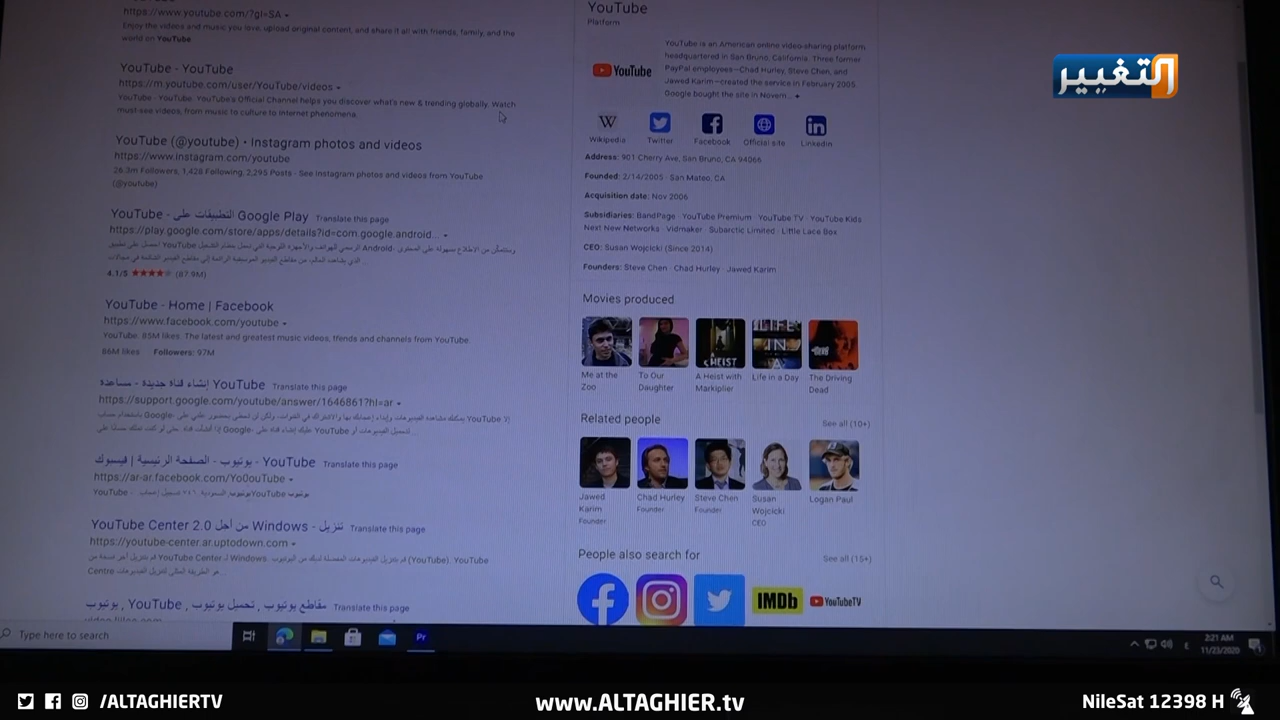 https://www.youtube.com/?gl=SA
Enjoy the videos and music you love, upload original content, and share it all with friends, family, and the
world on YouTube
YouTube - YouTube
https://m.youtube.com/user/YouTube/videos
YouTube - YouTube. YouTube's Official Channel helps you discover what's new & trending globally. Watch
must-see videos, from music to culture to Internet phenomena.
YouTube (@youtube) • Instagram photos and videos
https://www.instagram.com/youtube
26.3m Followers, 1,428 Following, 2,295 Posts - See Instagram photos and videos from YouTube
(@youtube)
YouTube - التطبيقات على Google Play Translate this page
https://play.google.com/store/apps/details?id=com.google.android...
4.1/5 ★★★★ (87.9M)
YouTube - Home | Facebook
https://www.facebook.com/youtube
YouTube. 85M likes. The latest and greatest music videos, trends and channels from YouTube.
86M likes Followers: 97M
إنشاء قناة جديدة - مساعدة YouTube Translate this page
https://support.google.com/youtube/answer/1646861?hl=ar
YouTube - يوتيوب - الصفحة الرئيسية | فيسبوك Translate this page
https://ar-ar.facebook.com/Yo0ouTube
YouTube Center 2.0 من أجل Windows - تنزيل Translate this page
https://youtube-center.ar.uptodown.com
مقاطع يوتيوب , تحميل يوتيوب , YouTube , يوتيوب Translate this page
YouTube
Platform
YouTube is an American online video-sharing platform
headquartered in San Bruno, California. Three former
PayPal employees—Chad Hurley, Steve Chen, and
Jawed Karim—created the service in February 2005.
Google bought the site in Novem...
YouTube
Wikipedia Twitter Facebook Official site LinkedIn
Address: 901 Cherry Ave, San Bruno, CA 94066
Founded: 2/14/2005 · San Mateo, CA
Acquisition date: Nov 2006
Subsidiaries: BandPage · YouTube Premium · YouTube TV · YouTube Kids
Next New Networks · Vidmaker · Subarctic Limited · Little Lace Box
CEO: Susan Wojcicki (Since 2014)
Founders: Steve Chen · Chad Hurley · Jawed Karim
Movies produced
Me at the Zoo
To Our Daughter
A Heist with Markiplier
Life in a Day
The Driving Dead
Related people
See all (10+)
Jawed Karim Founder
Chad Hurley Founder
Steve Chen Founder
Susan Wojcicki CEO
Logan Paul
People also search for
See all (15+)
IMDb
YouTubeTV
التغيير
Type here to search
Pr
2:21 AM
11/23/2020
/ALTAGHIERTV
www.ALTAGHIER.tv
NileSat 12398 H